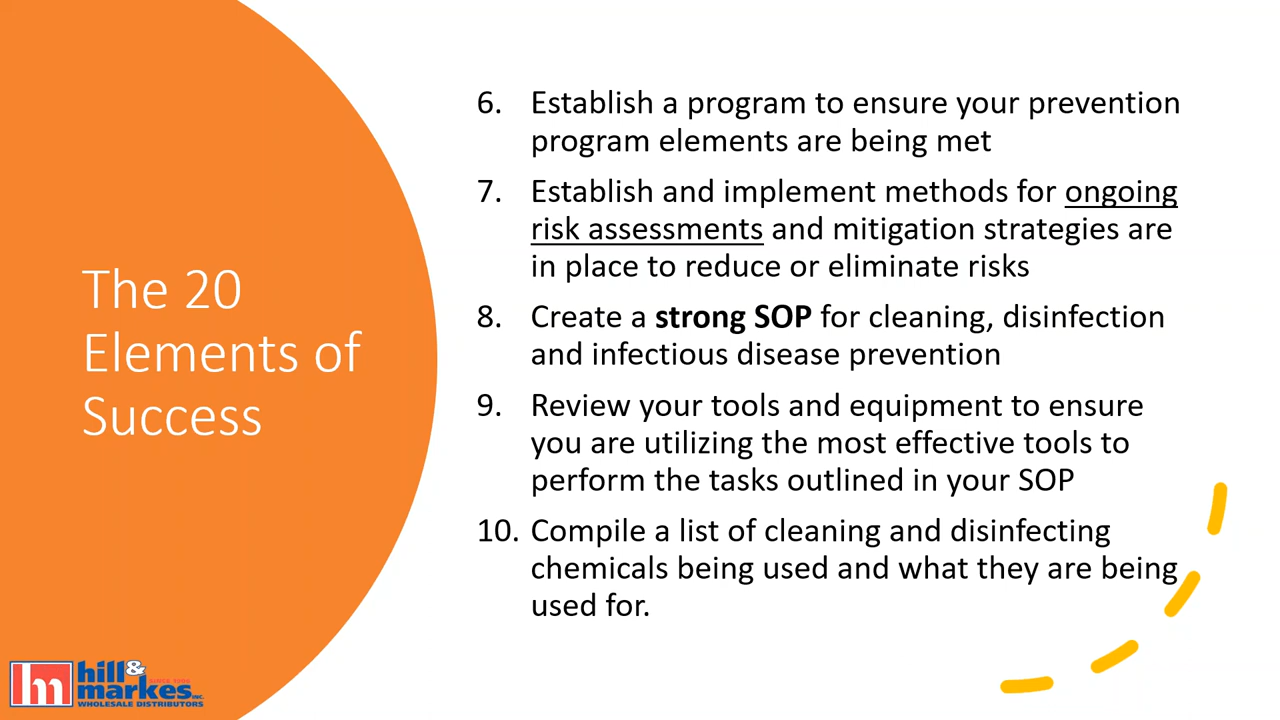 The 20
Elements of
Success
6. Establish a program to ensure your prevention
program elements are being met
7. Establish and implement methods for ongoing
risk assessments and mitigation strategies are
in place to reduce or eliminate risks
8. Create a strong SOP for cleaning, disinfection
and infectious disease prevention
9. Review your tools and equipment to ensure
you are utilizing the most effective tools to
perform the tasks outlined in your SOP
10. Compile a list of cleaning and disinfecting
chemicals being used and what they are being
used for.
hm
hill&
SINCE 1906
markes INC.
WHOLESALE DISTRIBUTORS